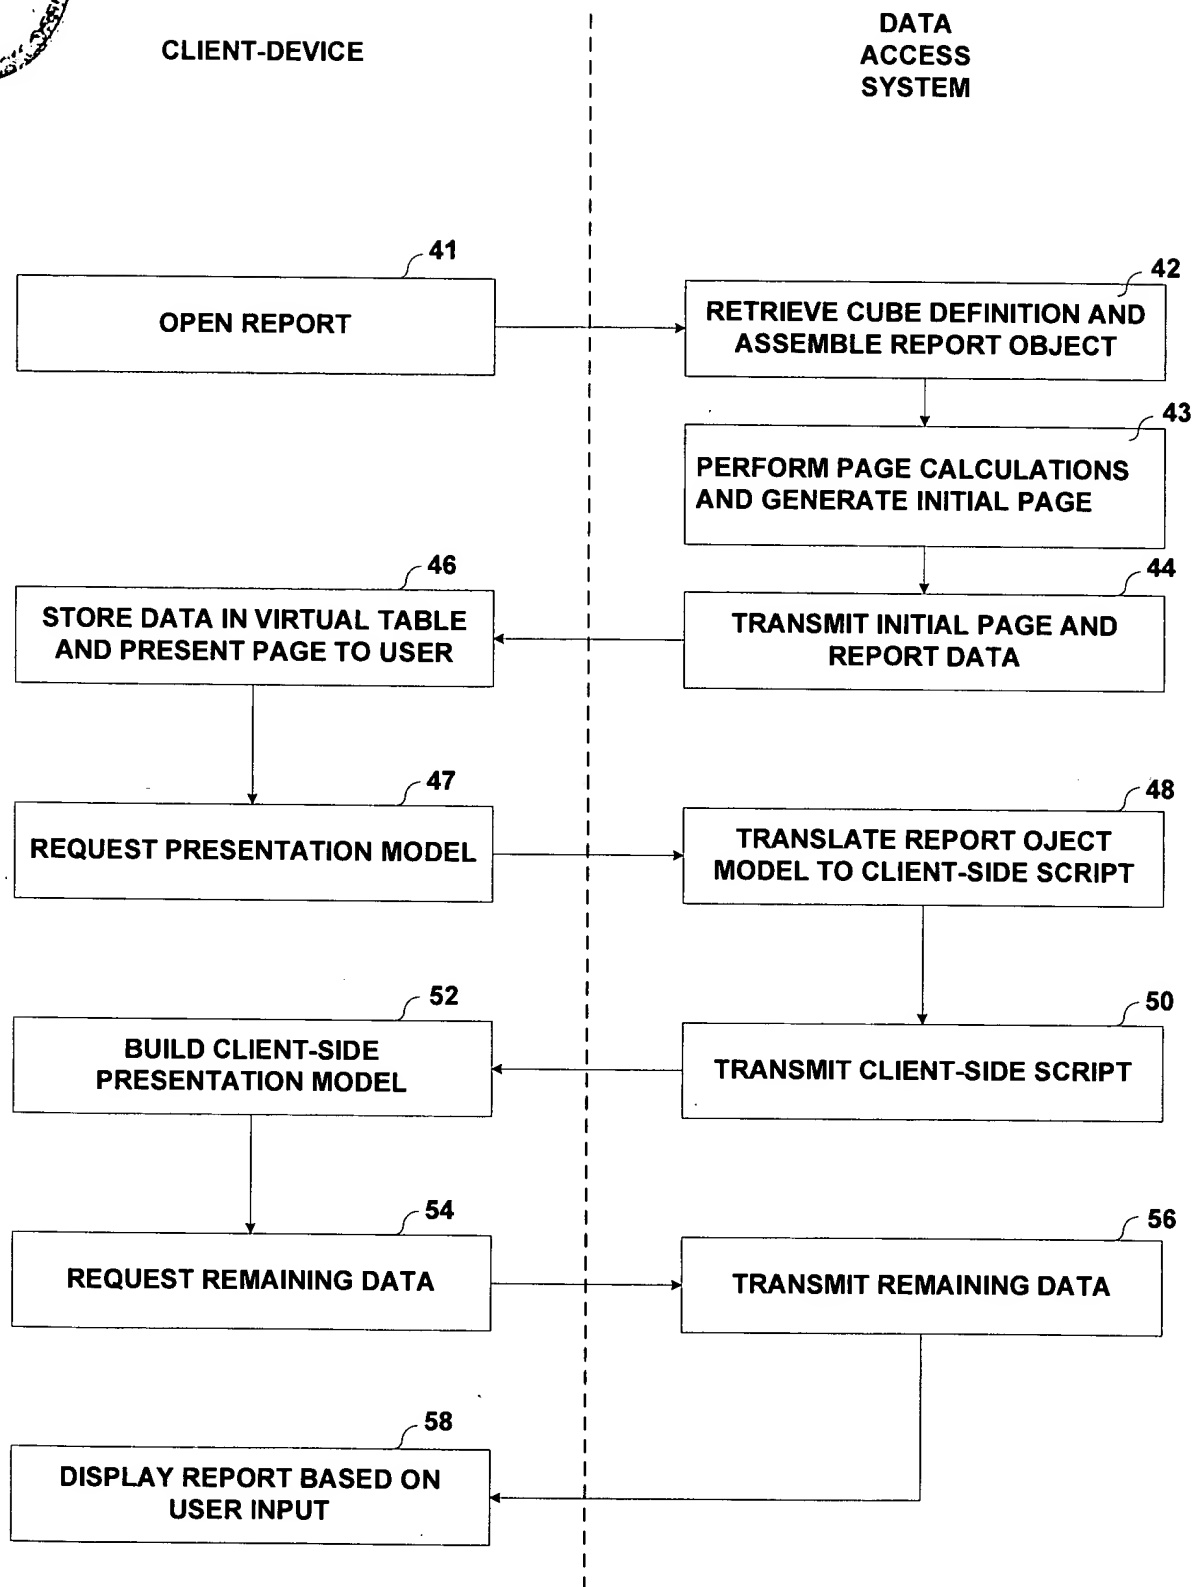 CLIENT-DEVICE
DATA
ACCESS
SYSTEM
41
OPEN REPORT
42
RETRIEVE CUBE DEFINITION AND
ASSEMBLE REPORT OBJECT
43
PERFORM PAGE CALCULATIONS
AND GENERATE INITIAL PAGE
44
TRANSMIT INITIAL PAGE AND
REPORT DATA
46
STORE DATA IN VIRTUAL TABLE
AND PRESENT PAGE TO USER
47
REQUEST PRESENTATION MODEL
48
TRANSLATE REPORT OJECT
MODEL TO CLIENT-SIDE SCRIPT
50
TRANSMIT CLIENT-SIDE SCRIPT
52
BUILD CLIENT-SIDE
PRESENTATION MODEL
54
REQUEST REMAINING DATA
56
TRANSMIT REMAINING DATA
58
DISPLAY REPORT BASED ON
USER INPUT